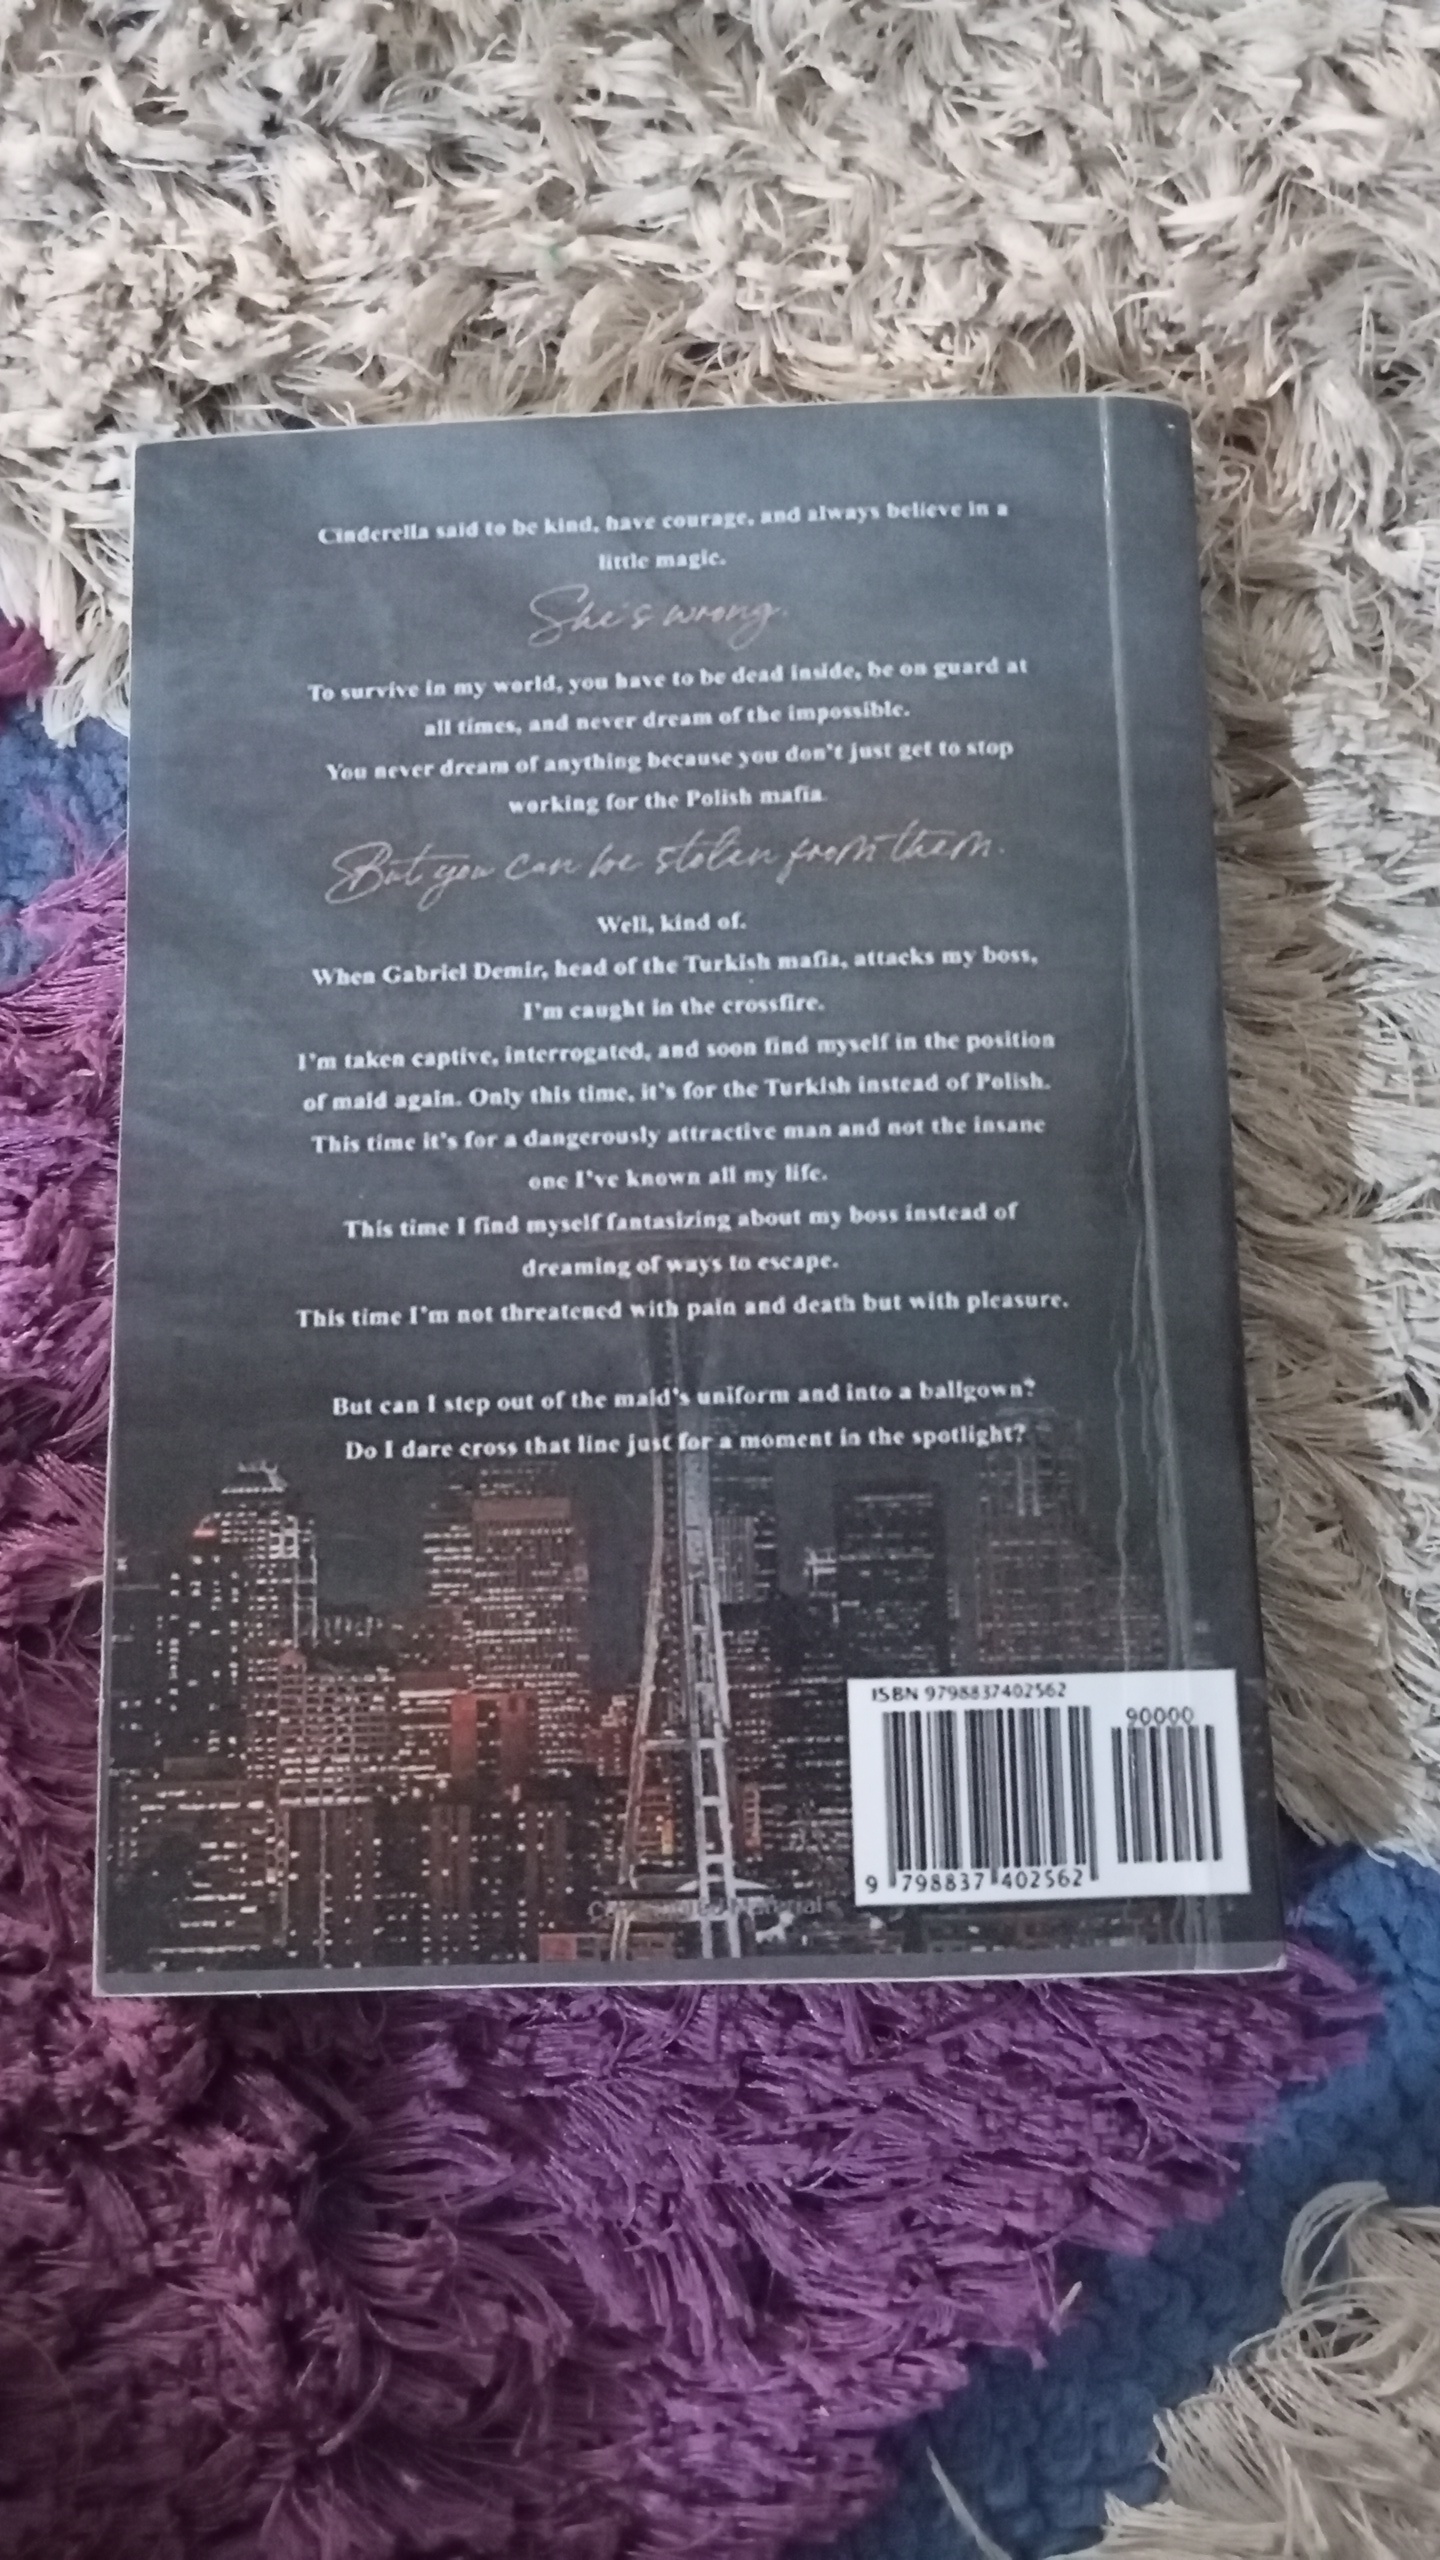 Cinderella said to be kind, have courage, and always believe in a
little magic.
She's wrong.
To survive in my world, you have to be dead inside, be on guard at
all times, and never dream of the impossible.
You never dream of anything because you don't just get to stop
working for the Polish mafia.
But you can be stolen from them.
Well, kind of.
When Gabriel Demir, head of the Turkish mafia, attacks my boss,
I'm caught in the crossfire.
I'm taken captive, interrogated, and soon find myself in the position
of maid again. Only this time, it's for the Turkish instead of Polish.
This time it's for a dangerously attractive man and not the insane
one I've known all my life.
This time I find myself fantasizing about my boss instead of
dreaming of ways to escape.
This time I'm not threatened with pain and death but with pleasure.
But can I step out of the maid's uniform and into a ballgown?
Do I dare cross that line just for a moment in the spotlight?
ISBN 9798837402562
90000
9 798837 402562